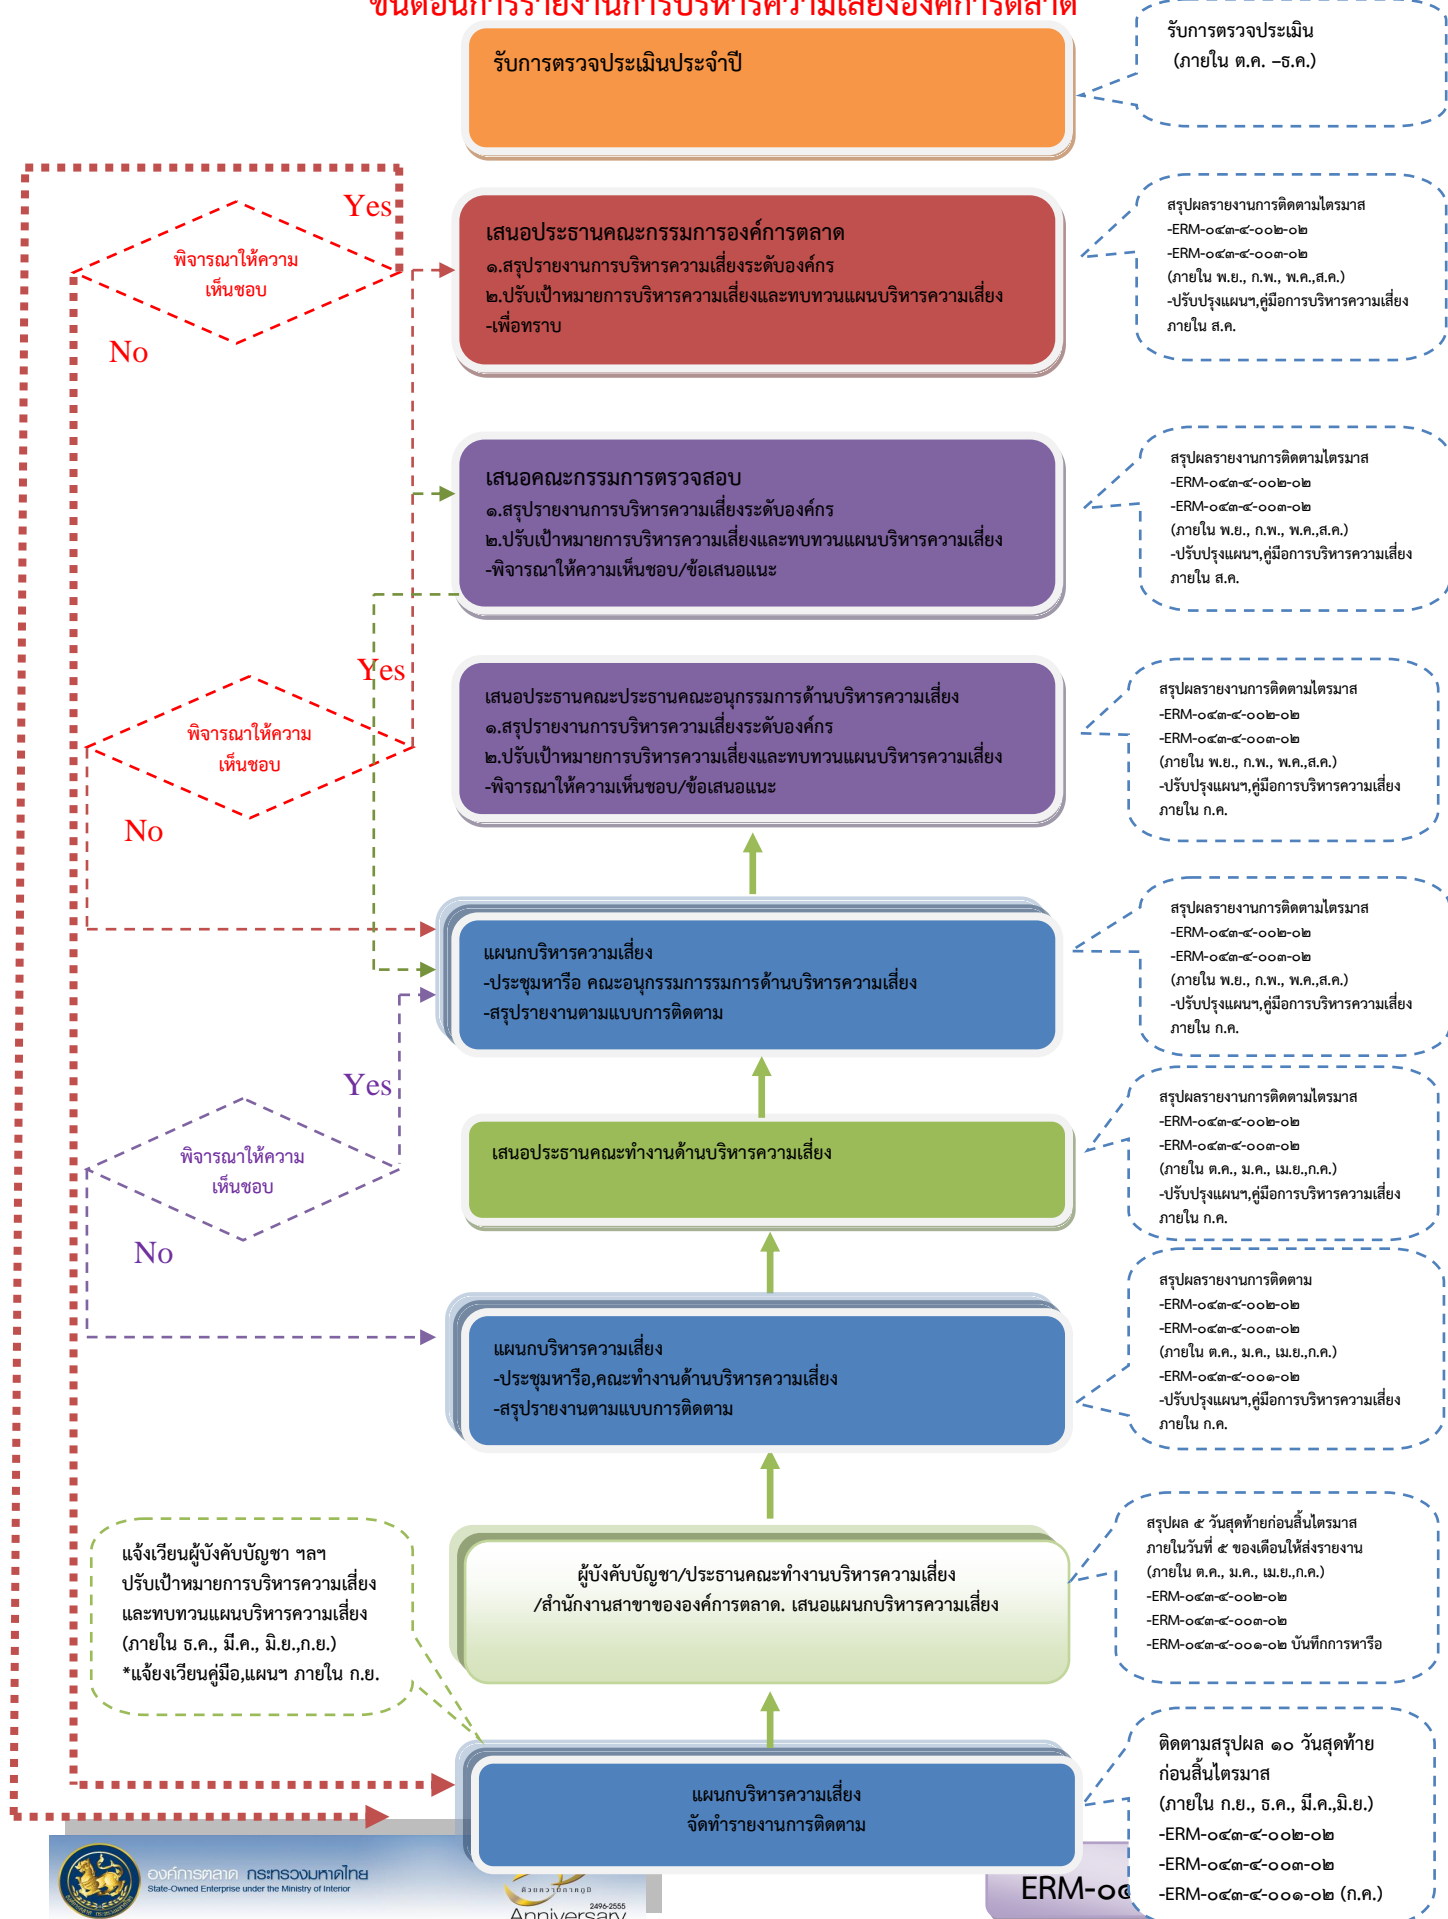 ขั้นตอนการรายงานการบริหารความเสี่ยงองค์การตลาด
รับการตรวจประเมินประจำปี
รับการตรวจประเมิน
(ภายใน ต.ค. –ธ.ค.)
Yes
พิจารณาให้ความ
เห็นชอบ
No
เสนอประธานคณะกรรมการองค์การตลาด
๑.สรุปรายงานการบริหารความเสี่ยงระดับองค์กร
๒.ปรับเป้าหมายการบริหารความเสี่ยงและทบทวนแผนบริหารความเสี่ยง
-เพื่อทราบ
สรุปผลรายงานการติดตามไตรมาส
-ERM-๐๔๓-๔-๐๐๒-๐๒
-ERM-๐๔๓-๔-๐๐๓-๐๒
(ภายใน พ.ย., ก.พ., พ.ค.,ส.ค.)
-ปรับปรุงแผนฯ,คู่มือการบริหารความเสี่ยง
ภายใน ส.ค.
เสนอคณะกรรมการตรวจสอบ
๑.สรุปรายงานการบริหารความเสี่ยงระดับองค์กร
๒.ปรับเป้าหมายการบริหารความเสี่ยงและทบทวนแผนบริหารความเสี่ยง
-พิจารณาให้ความเห็นชอบ/ข้อเสนอแนะ
สรุปผลรายงานการติดตามไตรมาส
-ERM-๐๔๓-๔-๐๐๒-๐๒
-ERM-๐๔๓-๔-๐๐๓-๐๒
(ภายใน พ.ย., ก.พ., พ.ค.,ส.ค.)
-ปรับปรุงแผนฯ,คู่มือการบริหารความเสี่ยง
ภายใน ส.ค.
Yes
พิจารณาให้ความ
เห็นชอบ
No
เสนอประธานคณะประธานคณะอนุกรรมการด้านบริหารความเสี่ยง
๑.สรุปรายงานการบริหารความเสี่ยงระดับองค์กร
๒.ปรับเป้าหมายการบริหารความเสี่ยงและทบทวนแผนบริหารความเสี่ยง
-พิจารณาให้ความเห็นชอบ/ข้อเสนอแนะ
สรุปผลรายงานการติดตามไตรมาส
-ERM-๐๔๓-๔-๐๐๒-๐๒
-ERM-๐๔๓-๔-๐๐๓-๐๒
(ภายใน พ.ย., ก.พ., พ.ค.,ส.ค.)
-ปรับปรุงแผนฯ,คู่มือการบริหารความเสี่ยง
ภายใน ก.ค.
แผนกบริหารความเสี่ยง
-ประชุมหารือ คณะอนุกรรมการรมการด้านบริหารความเสี่ยง
-สรุปรายงานตามแบบการติดตาม
สรุปผลรายงานการติดตามไตรมาส
-ERM-๐๔๓-๔-๐๐๒-๐๒
-ERM-๐๔๓-๔-๐๐๓-๐๒
(ภายใน พ.ย., ก.พ., พ.ค.,ส.ค.)
-ปรับปรุงแผนฯ,คู่มือการบริหารความเสี่ยง
ภายใน ก.ค.
Yes
พิจารณาให้ความ
เห็นชอบ
No
เสนอประธานคณะทำงานด้านบริหารความเสี่ยง
สรุปผลรายงานการติดตามไตรมาส
-ERM-๐๔๓-๔-๐๐๒-๐๒
-ERM-๐๔๓-๔-๐๐๓-๐๒
(ภายใน ต.ค., ม.ค., เม.ย.,ก.ค.)
-ปรับปรุงแผนฯ,คู่มือการบริหารความเสี่ยง
ภายใน ก.ค.
แผนกบริหารความเสี่ยง
-ประชุมหารือ,คณะทำงานด้านบริหารความเสี่ยง
-สรุปรายงานตามแบบการติดตาม
สรุปผลรายงานการติดตาม
-ERM-๐๔๓-๔-๐๐๒-๐๒
-ERM-๐๔๓-๔-๐๐๓-๐๒
(ภายใน ต.ค., ม.ค., เม.ย.,ก.ค.)
-ERM-๐๔๓-๔-๐๐๑-๐๒
-ปรับปรุงแผนฯ,คู่มือการบริหารความเสี่ยง
ภายใน ก.ค.
แจ้งเวียนผู้บังคับบัญชา ฯลฯ
ปรับเป้าหมายการบริหารความเสี่ยง
และทบทวนแผนบริหารความเสี่ยง
(ภายใน ธ.ค., มี.ค., มิ.ย.,ก.ย.)
*แจ้ยงเวียนคู่มือ,แผนฯ ภายใน ก.ย.
ผู้บังคับบัญชา/ประธานคณะทำงานบริหารความเสี่ยง
/สำนักงานสาขาขององค์การตลาด. เสนอแผนกบริหารความเสี่ยง
สรุปผล ๕ วันสุดท้ายก่อนสิ้นไตรมาส
ภายในวันที่ ๕ ของเดือนให้ส่งรายงาน
(ภายใน ต.ค., ม.ค., เม.ย.,ก.ค.)
-ERM-๐๔๓-๔-๐๐๒-๐๒
-ERM-๐๔๓-๔-๐๐๓-๐๒
-ERM-๐๔๓-๔-๐๐๑-๐๒ บันทึกการหารือ
แผนกบริหารความเสี่ยง
จัดทำรายงานการติดตาม
ติดตามสรุปผล ๑๐ วันสุดท้าย
ก่อนสิ้นไตรมาส
(ภายใน ก.ย., ธ.ค., มี.ค.,มิ.ย.)
-ERM-๐๔๓-๔-๐๐๒-๐๒
-ERM-๐๔๓-๔-๐๐๓-๐๒
-ERM-๐๔๓-๔-๐๐๑-๐๒ (ก.ค.)
องค์การตลาด กระทรวงมหาดไทย
State-Owned Enterprise under the Ministry of Interior
2496-2555
Anniversary
ERM-๐๔